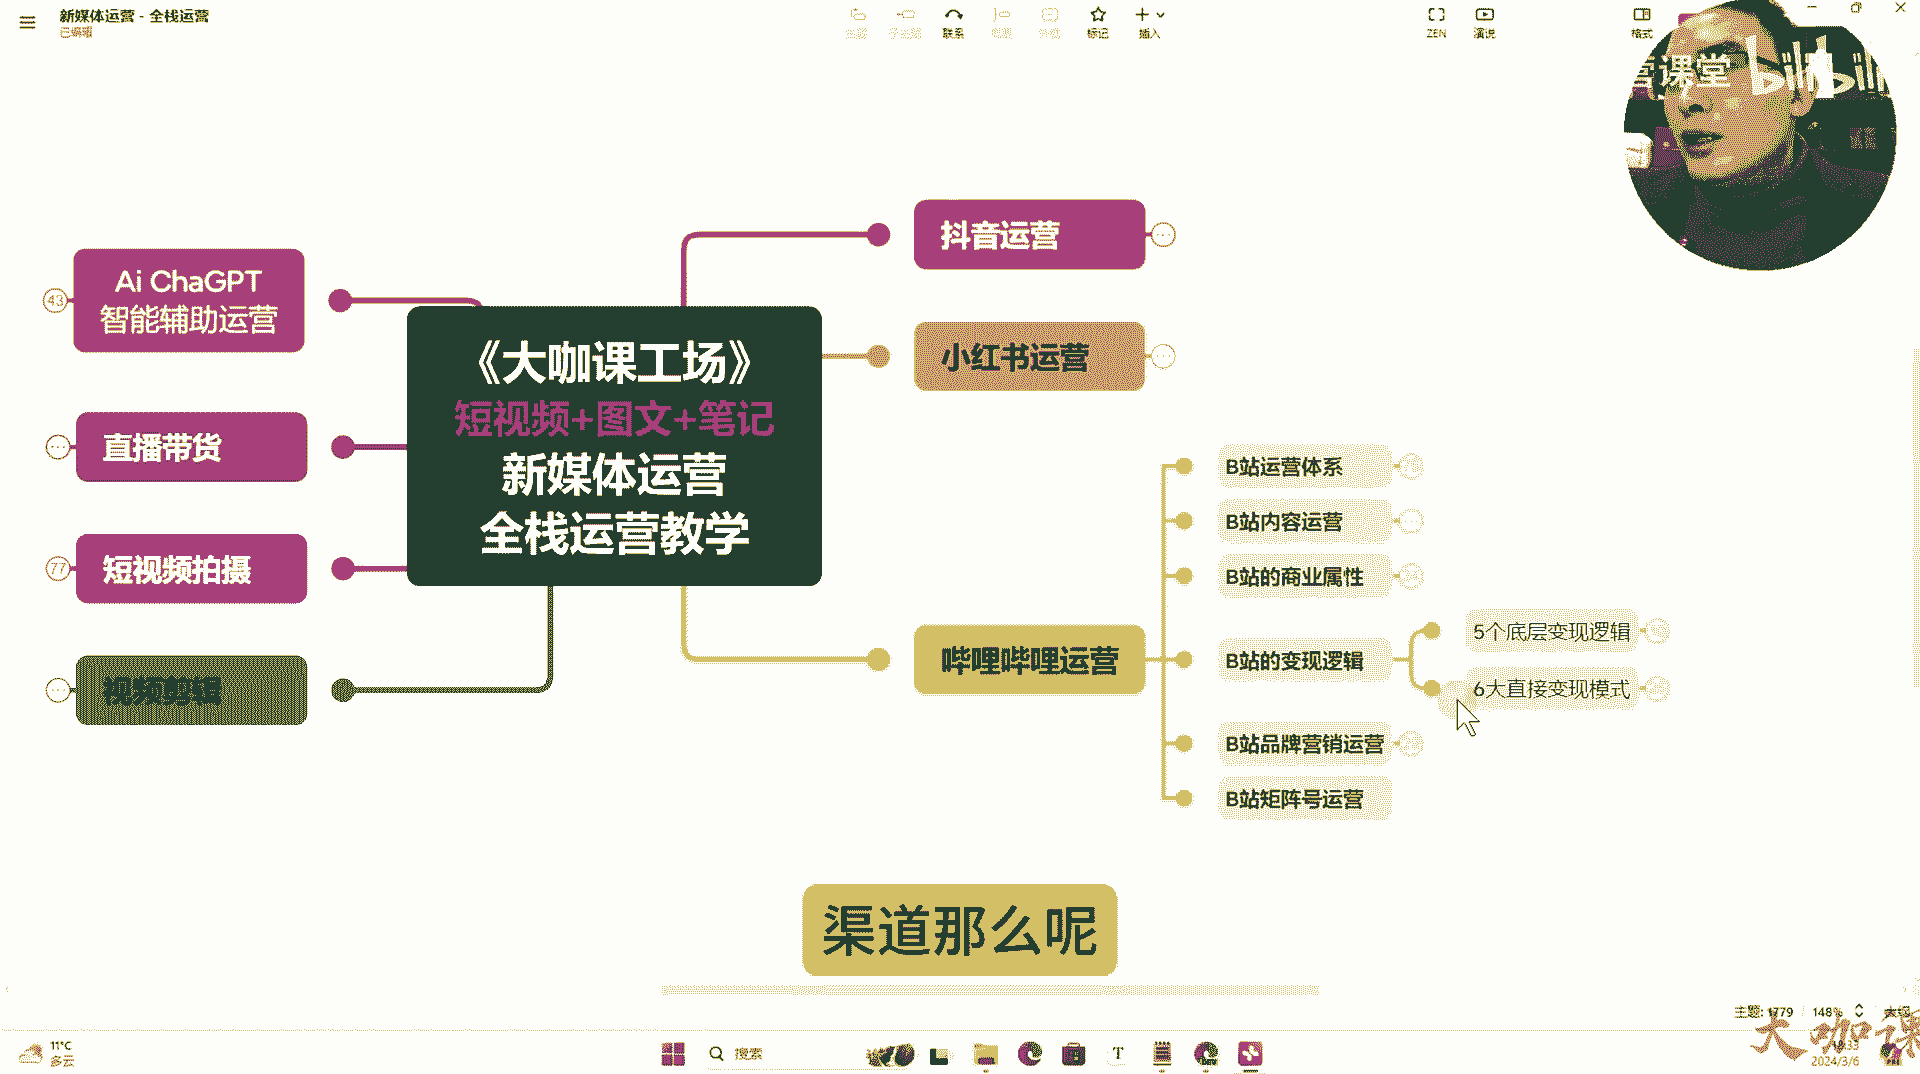 新媒体运营 - 全栈运营
已编辑
联系
标记
插入
ZEN
演说
格式
营课堂
bilibili
Ai ChaGPT
智能辅助运营
43
直播带货
短视频拍摄
77
视频剪辑
《大咖课工场》
短视频+图文+笔记
新媒体运营
全栈运营教学
抖音运营
小红书运营
哔哩哔哩运营
B站运营体系
B站内容运营
B站的商业属性
B站的变现逻辑
5个底层变现逻辑
6大直接变现模式
B站品牌营销运营
B站矩阵号运营
渠道那么呢
主题: 1779
148%
大咖课
11°C
多云
搜索
2024/3/6